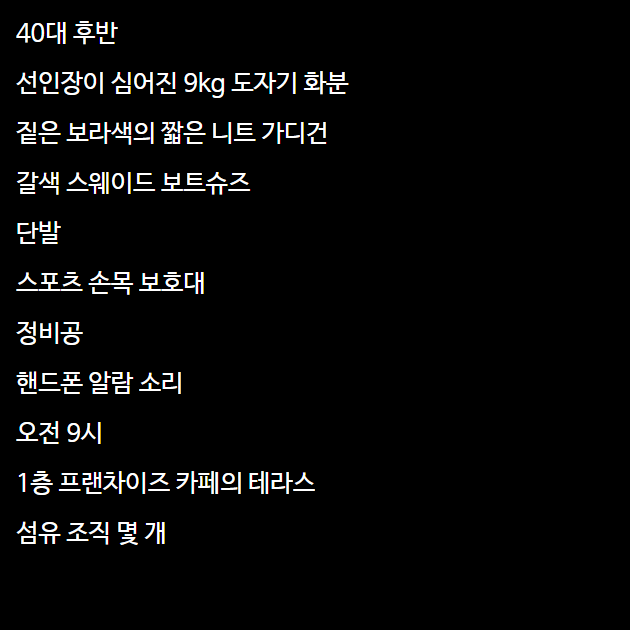 40대 후반
선인장이 심어진 9kg 도자기 화분
짙은 보라색의 짧은 니트 가디건
갈색 스웨이드 보트슈즈
단발
스포츠 손목 보호대
정비공
핸드폰 알람 소리
오전 9시
1층 프랜차이즈 카페의 테라스
섬유 조직 몇 개